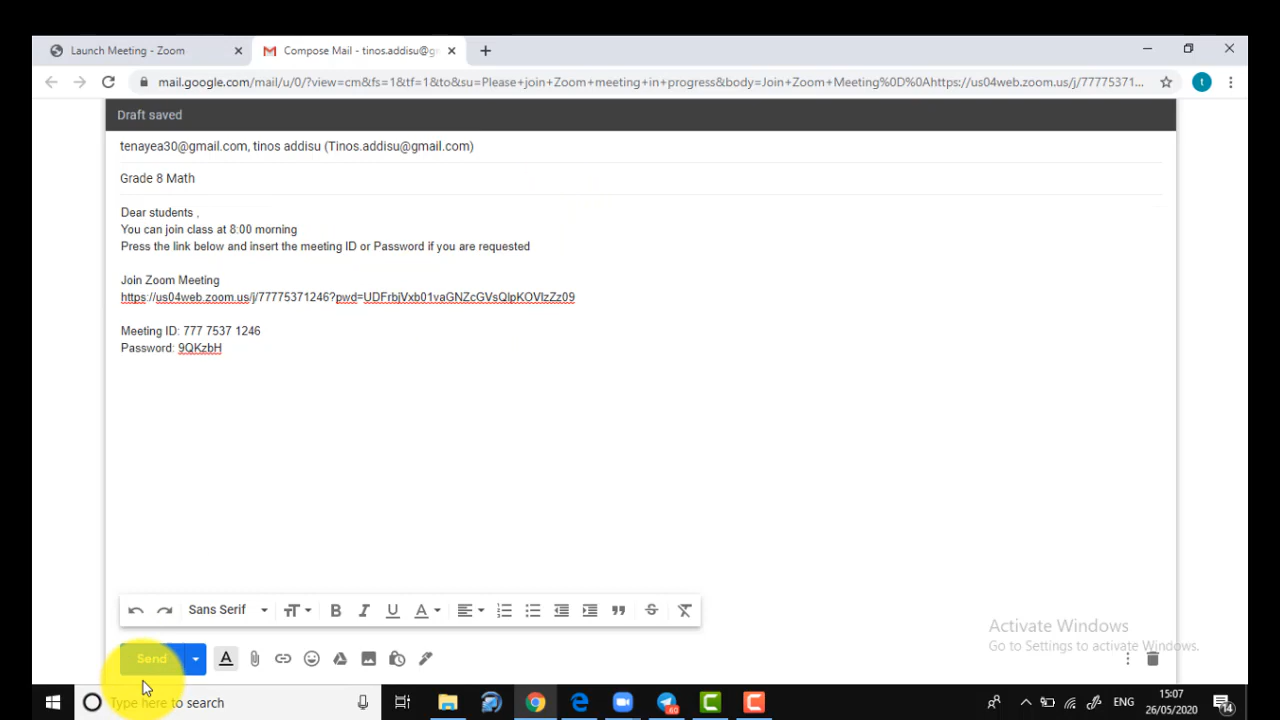 Launch Meeting - Zoom
Compose Mail - tinos.addisu@g
mail.google.com/mail/u/0/?view=cm&fs=1&tf=1&to&su=Please+join+Zoom+meeting+in+progress&body=Join+Zoom+Meeting%0D%0Ahttps://us04web.zoom.us/j/77775371...
t
Draft saved
tenayea30@gmail.com, tinos addisu (Tinos.addisu@gmail.com)
Grade 8 Math
Dear students ,
You can join class at 8:00 morning
Press the link below and insert the meeting ID or Password if you are requested
Join Zoom Meeting
https://us04web.zoom.us/j/77775371246?pwd=UDFrbjVxb01vaGNZcGVsQlpKOVlzZz09
Meeting ID: 777 7537 1246
Password: 9QKzbH
Sans Serif
Activate Windows
Go to Settings to activate Windows.
Send
Type here to search
60
ENG
15:07
26/05/2020
14